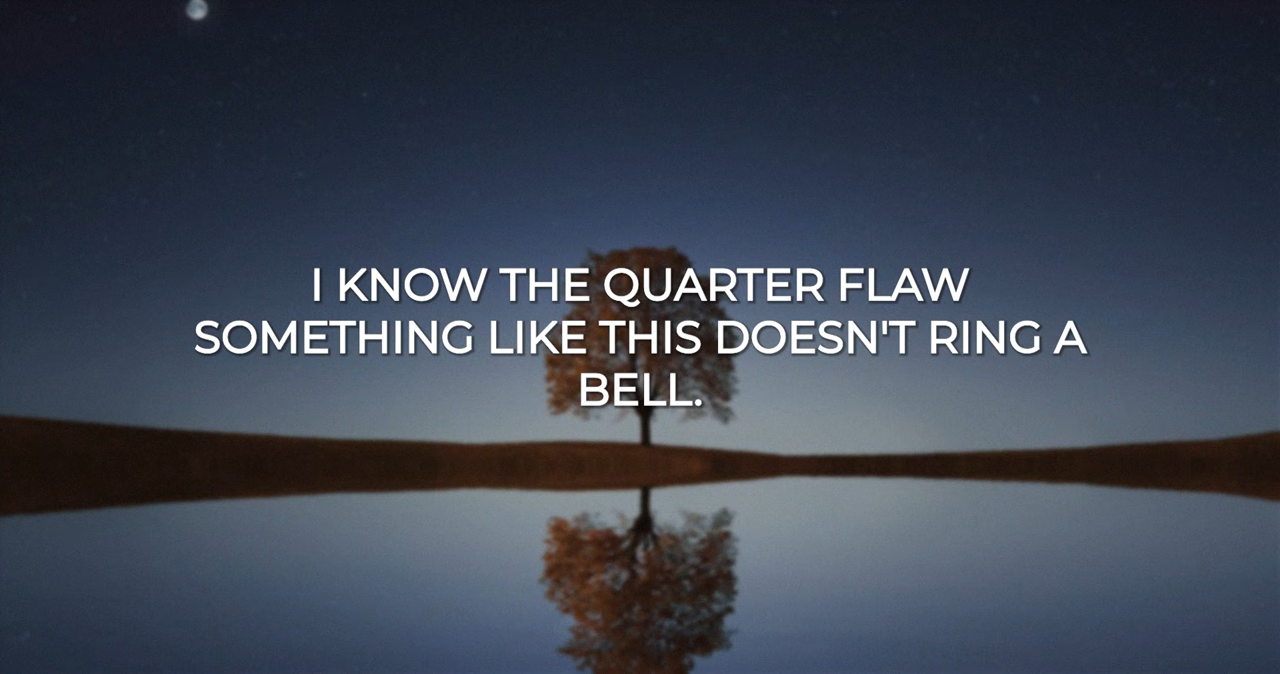 I KNOW THE QUARTER FLAW
SOMETHING LIKE THIS DOESN'T RING A
BELL.